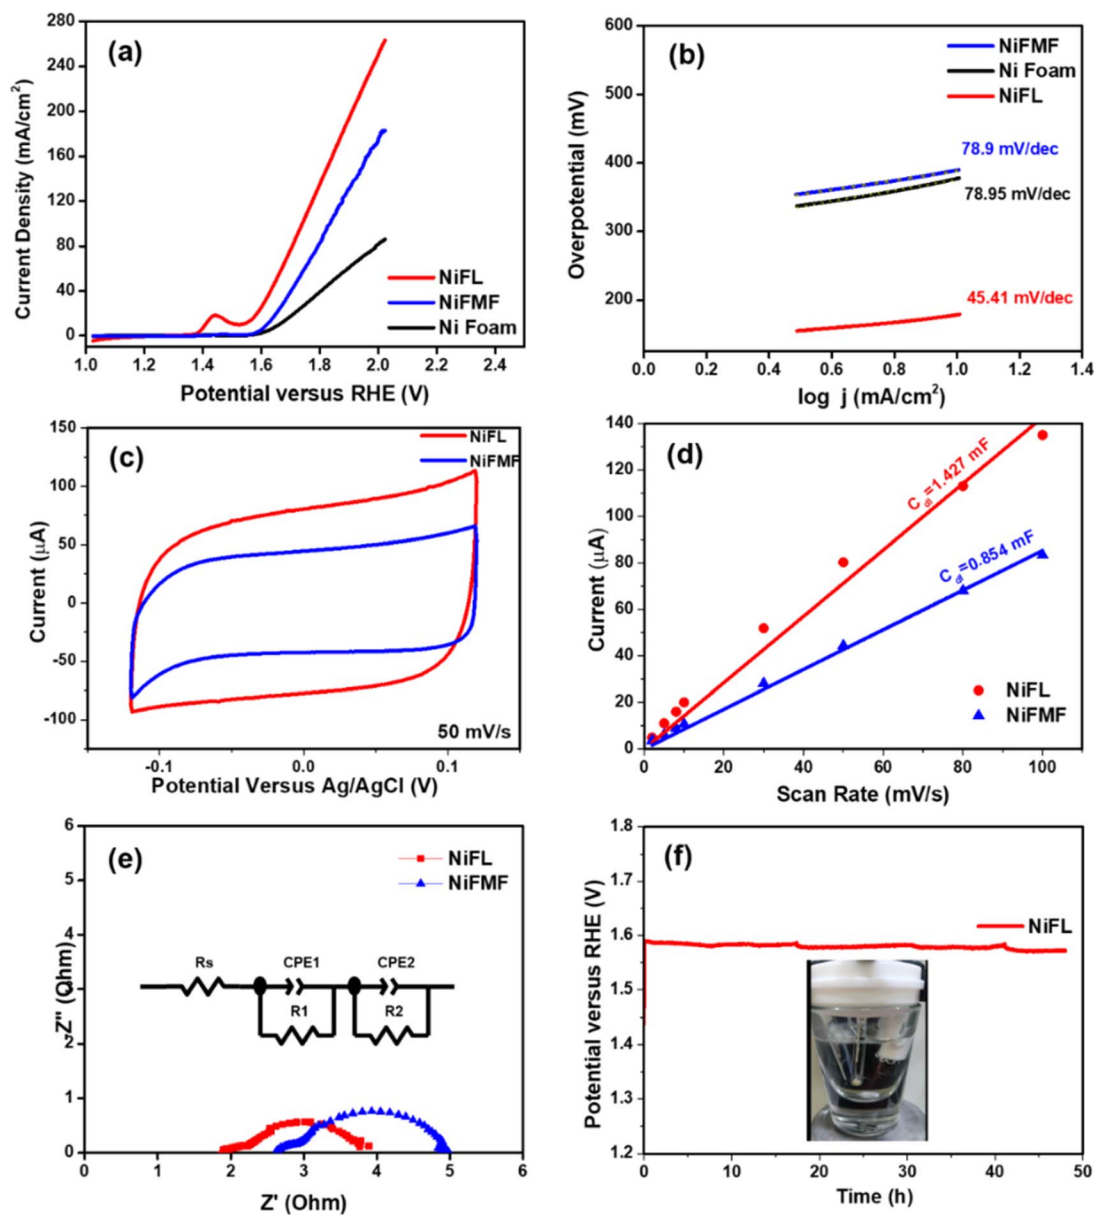 (a)
Current Density (mA/cm²)
280
240
200
160
120
80
40
0
NiFL
NiFMF
Ni Foam
1.0 1.2 1.4 1.6 1.8 2.0 2.2 2.4
Potential versus RHE (V)
(b)
Overpotential (mV)
600
500
400
300
200
NiFMF
Ni Foam
NiFL
78.9 mV/dec
78.95 mV/dec
45.41 mV/dec
0.0 0.2 0.4 0.6 0.8 1.0 1.2 1.4
log j (mA/cm²)
(c)
Current (μA)
150
100
50
0
-50
-100
NiFL
NiFMF
50 mV/s
-0.1 0.0 0.1
Potential Versus Ag/AgCl (V)
(d)
Current (μA)
140
120
100
80
60
40
20
0
C dl=1.427 mF
C dl=0.854 mF
NiFL
NiFMF
0 20 40 60 80 100
Scan Rate (mV/s)
(e)
Z'' (Ohm)
6
5
4
3
2
1
0
NiFL
NiFMF
Rs CPE1 CPE2
R1 R2
0 1 2 3 4 5 6
Z' (Ohm)
(f)
Potential versus RHE (V)
1.8
1.7
1.6
1.5
1.4
1.3
1.2
NiFL
0 10 20 30 40 50
Time (h)